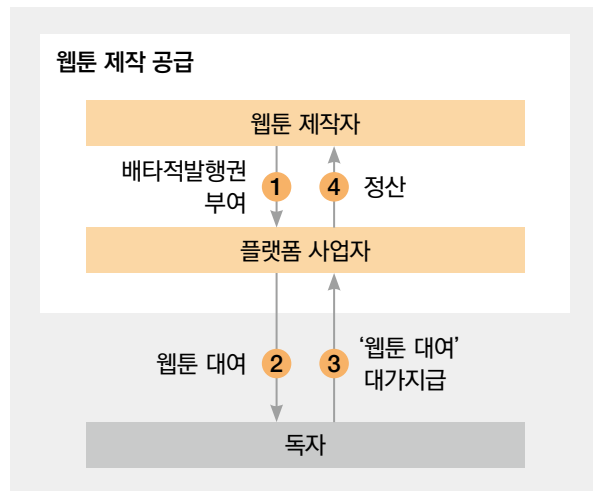 웹툰 제작 공급
웹툰 제작자
배타적발행권
부여
1
4
정산
플랫폼 사업자
웹툰 대여
2
3
‘웹툰 대여’
대가지급
독자